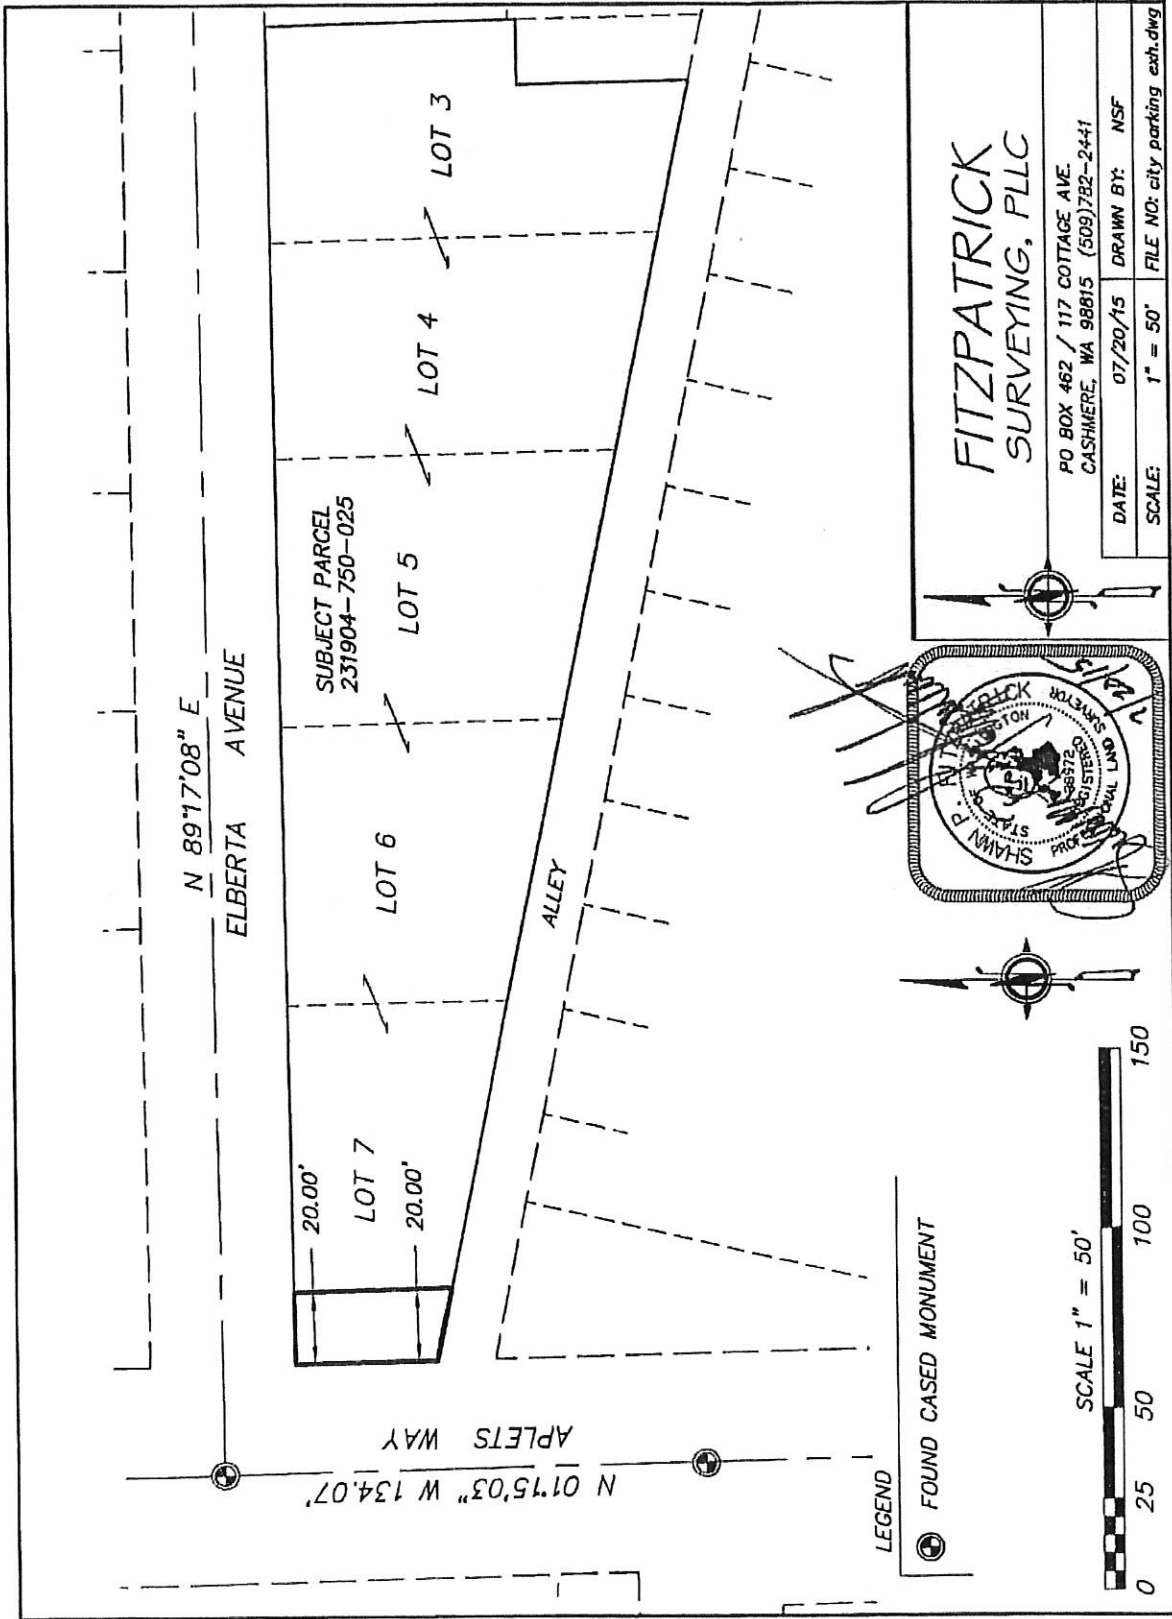 N 89°17'08" E
ELBERTA AVENUE
SUBJECT PARCEL
231904-750-025
LOT 3
LOT 4
LOT 5
LOT 6
LOT 7
20.00'
20.00'
ALLEY
APLETS WAY
N 01°15'03" W 134.07'
LEGEND
FOUND CASED MONUMENT
SCALE 1" = 50'
0 25 50 100 150
SHAWN P. FITZPATRICK
STATE OF WASHINGTON
38972
REGISTERED
PROFESSIONAL LAND SURVEYOR
FITZPATRICK
SURVEYING, PLLC
PO BOX 462 / 117 COTTAGE AVE.
CASHMERE, WA 98815 (509)782-2441
DATE: 07/20/15 DRAWN BY: NSF
SCALE: 1" = 50' FILE NO: city parking exh.dwg